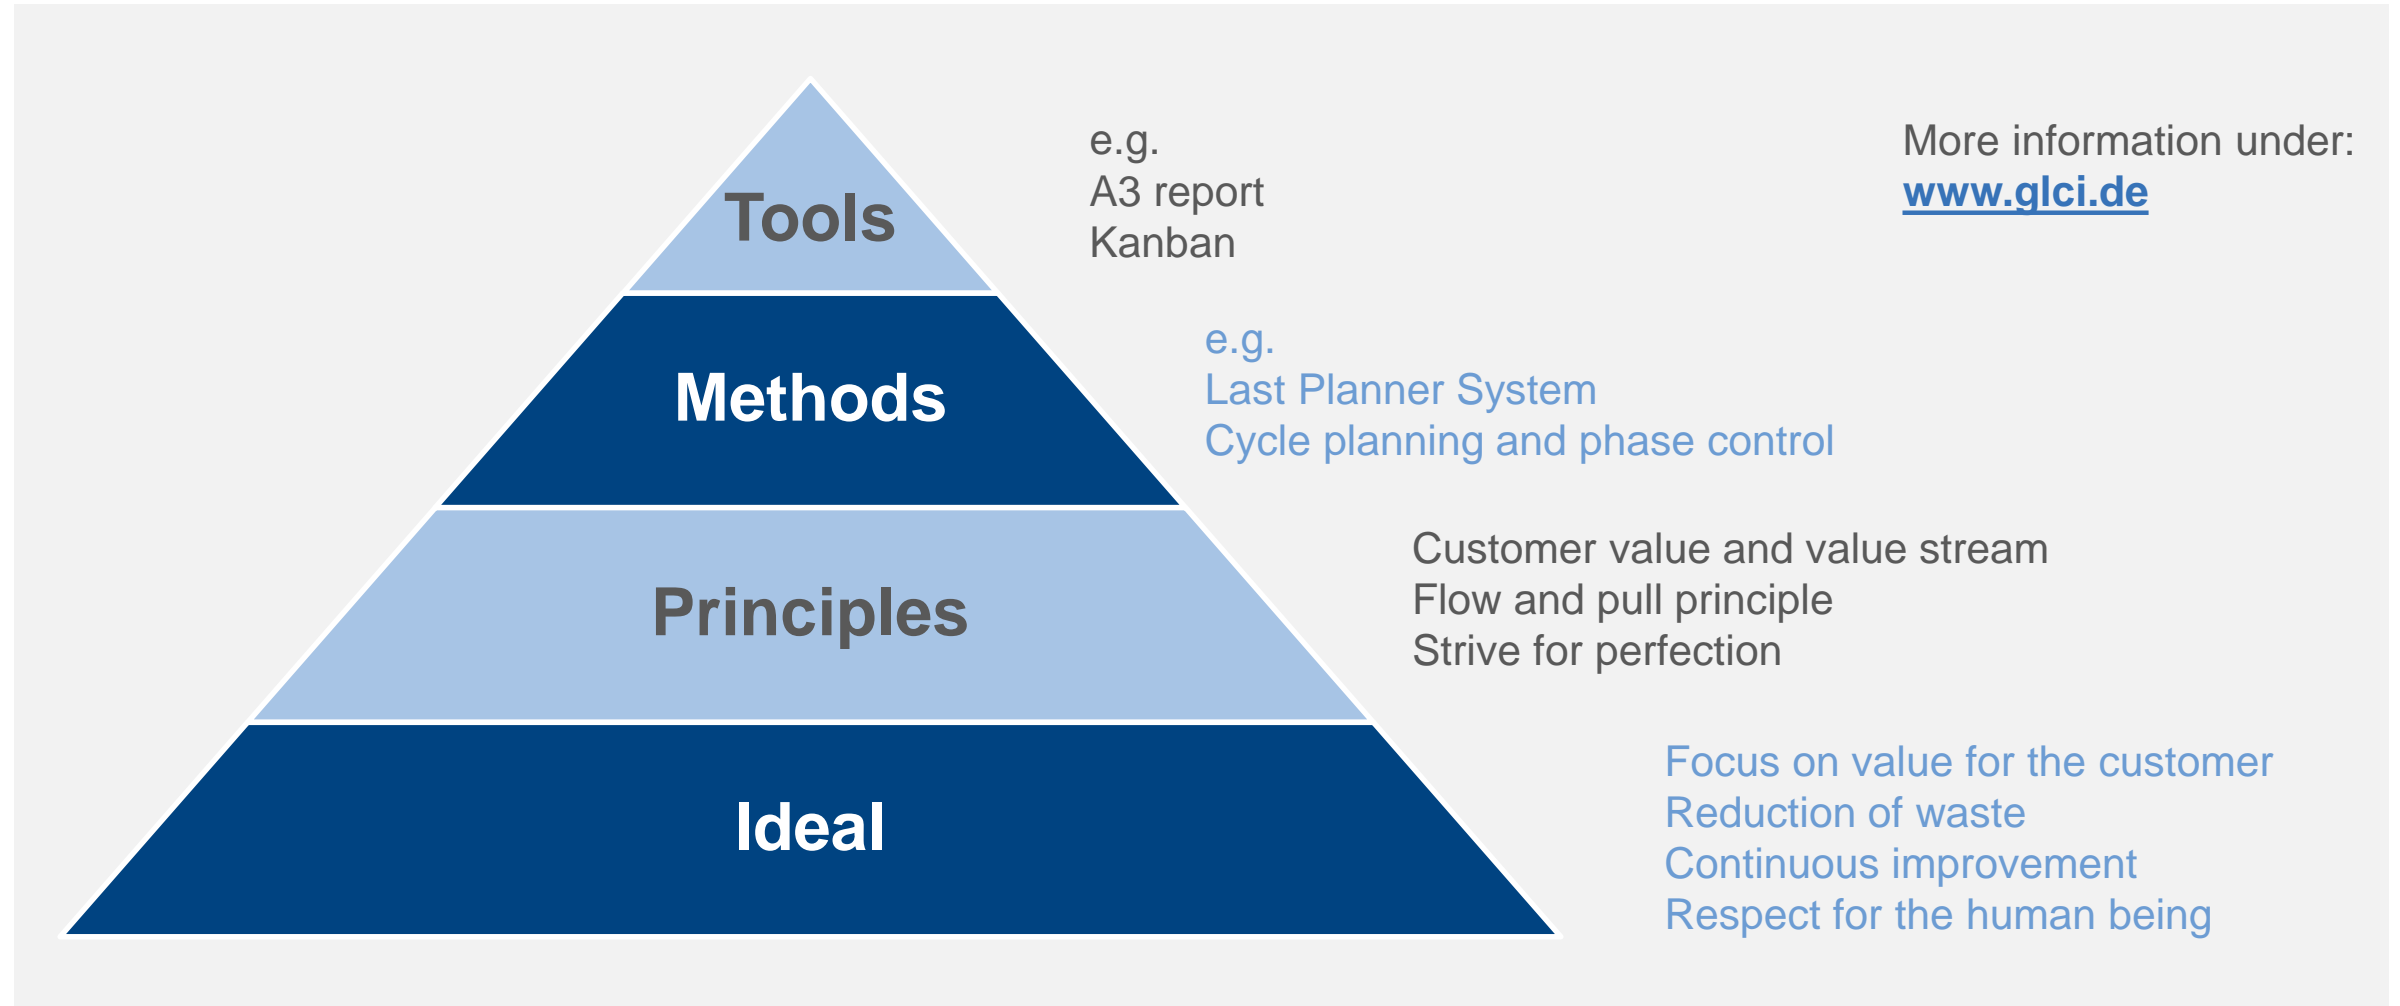 Tools
e.g.
A3 report
Kanban
More information under:
www.glci.de
Methods
e.g.
Last Planner System
Cycle planning and phase control
Principles
Customer value and value stream
Flow and pull principle
Strive for perfection
Ideal
Focus on value for the customer
Reduction of waste
Continuous improvement
Respect for the human being